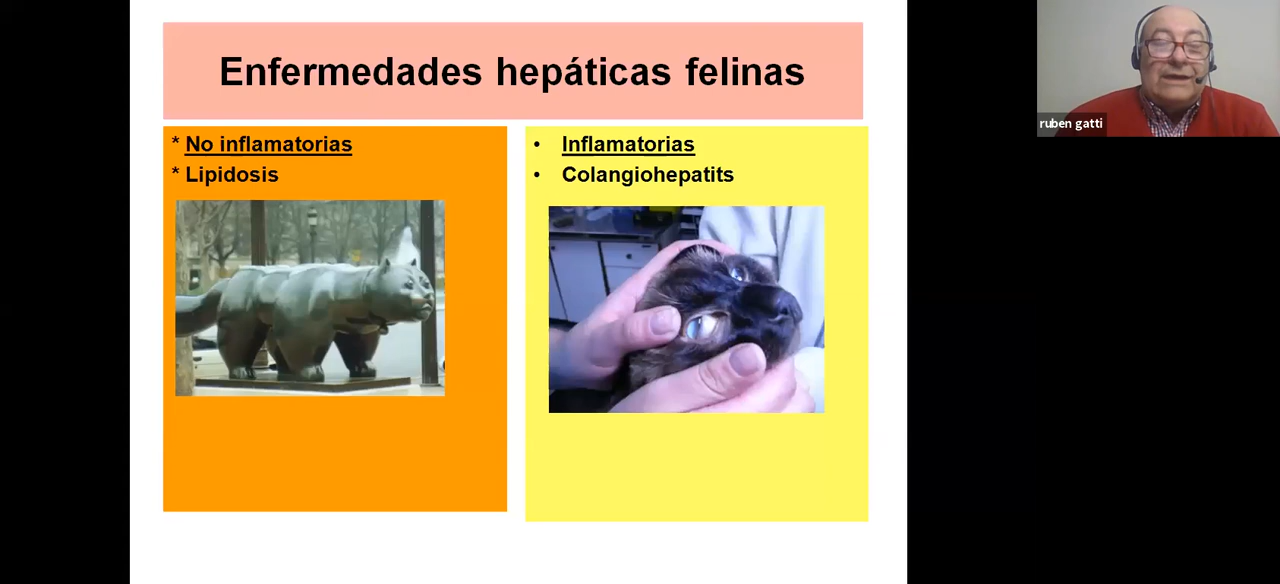 Enfermedades hepáticas felinas
* No inflamatorias
* Lipidosis
• Inflamatorias
• Colangiohepatits
ruben gatti